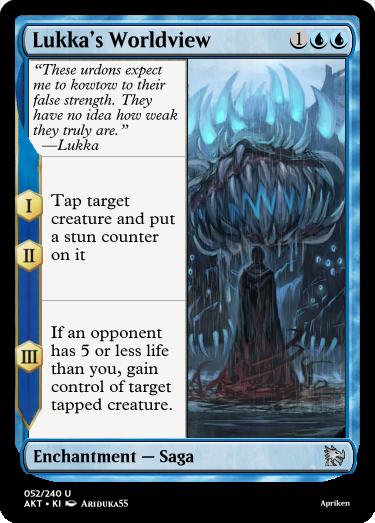 Lukka's Worldview 1
"These urdons expect
me to kowtow to their
false strength. They
have no idea how weak
they truly are."
—Lukka
I
II
Tap target
creature and put
a stun counter
on it
III
If an opponent
has 5 or less life
than you, gain
control of target
tapped creature.
Enchantment — Saga
052/240 U
AKT • KI ARIDUKA55
Apriken